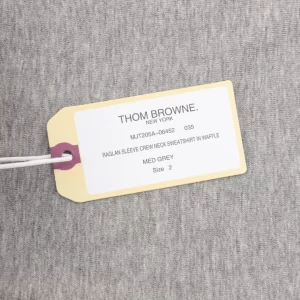 THOM BROWNE.
NEW YORK
MJT205A-06452 035
RAGLAN SLEEVE CREW NECK SWEATSHIRT IN WAFFLE
MED GREY
Size 2